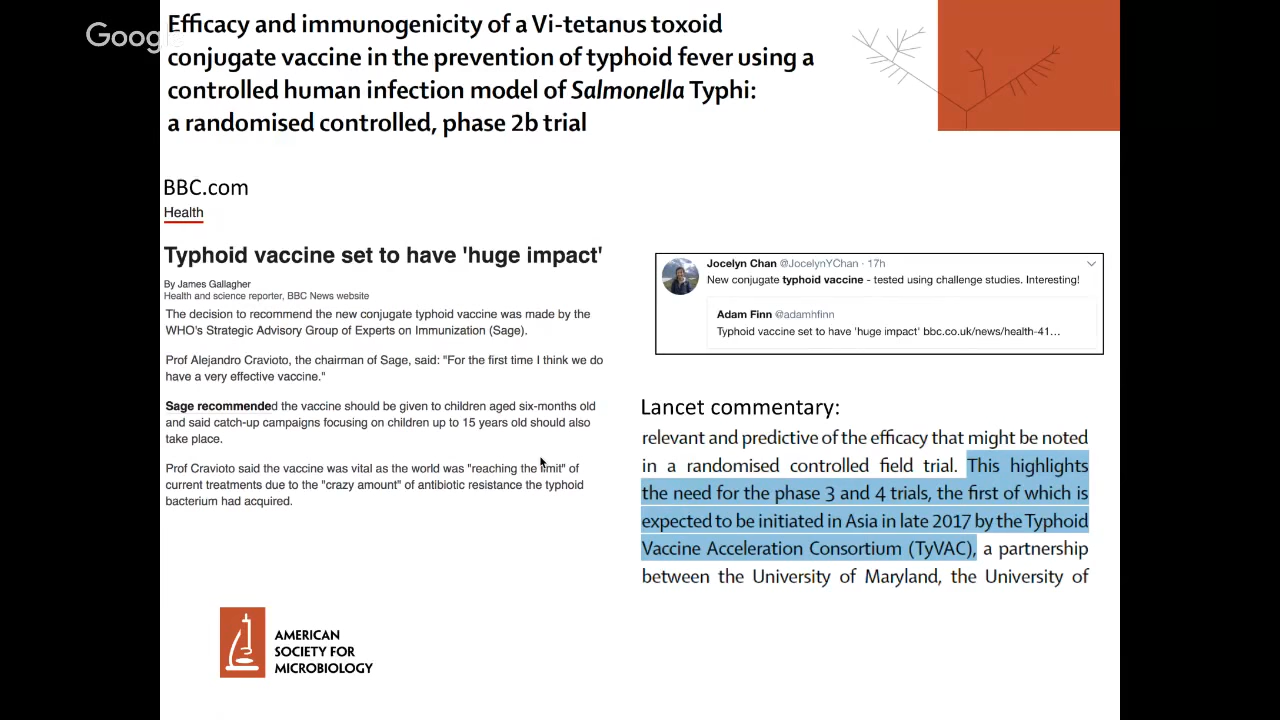 Google
Efficacy and immunogenicity of a Vi-tetanus toxoid
conjugate vaccine in the prevention of typhoid fever using a
controlled human infection model of Salmonella Typhi:
a randomised controlled, phase 2b trial
BBC.com
Health
Typhoid vaccine set to have 'huge impact'
By James Gallagher
Health and science reporter, BBC News website
The decision to recommend the new conjugate typhoid vaccine was made by the
WHO's Strategic Advisory Group of Experts on Immunization (Sage).
Prof Alejandro Cravioto, the chairman of Sage, said: "For the first time I think we do
have a very effective vaccine."
Sage recommended the vaccine should be given to children aged six-months old
and said catch-up campaigns focusing on children up to 15 years old should also
take place.
Prof Cravioto said the vaccine was vital as the world was "reaching the limit" of
current treatments due to the "crazy amount" of antibiotic resistance the typhoid
bacterium had acquired.
Jocelyn Chan @JocelynYChan · 17h
New conjugate typhoid vaccine - tested using challenge studies. Interesting!
Adam Finn @adamhfinn
Typhoid vaccine set to have 'huge impact' bbc.co.uk/news/health-41...
Lancet commentary:
relevant and predictive of the efficacy that might be noted
in a randomised controlled field trial. This highlights
the need for the phase 3 and 4 trials, the first of which is
expected to be initiated in Asia in late 2017 by the Typhoid
Vaccine Acceleration Consortium (TyVAC), a partnership
between the University of Maryland, the University of
AMERICAN
SOCIETY FOR
MICROBIOLOGY